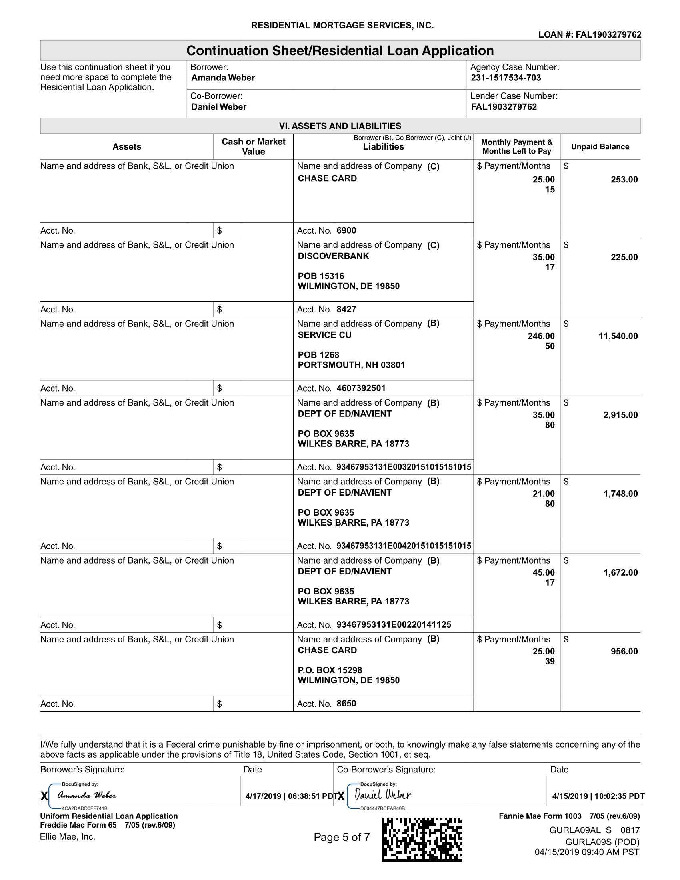 RESIDENTIAL MORTGAGE SERVICES, INC.
LOAN #: FAL1903279762
Continuation Sheet/Residential Loan Application
Use this continuation sheet if you
need more space to complete the
Residential Loan Application.
Borrower:
Amanda Weber
Agency Case Number:
231-1517534-703
Co-Borrower:
Daniel Weber
Lender Case Number:
FAL1903279762
VI. ASSETS AND LIABILITIES
Assets
Cash or Market
Value
Borrower (B), Co-Borrower (C), Joint (J)
Liabilities
Monthly Payment &
Months Left to Pay
Unpaid Balance
Name and address of Bank, S&L, or Credit Union
Name and address of Company (C)
CHASE CARD
$ Payment/Months
25.00
15
$
253.00
Acct. No.
$
Acct. No. 6900
Name and address of Bank, S&L, or Credit Union
Name and address of Company (C)
DISCOVERBANK
POB 15316
WILMINGTON, DE 19850
$ Payment/Months
35.00
17
$
225.00
Acct. No.
$
Acct. No. 8427
Name and address of Bank, S&L, or Credit Union
Name and address of Company (B)
SERVICE CU
POB 1268
PORTSMOUTH, NH 03801
$ Payment/Months
246.00
50
$
11,540.00
Acct. No.
$
Acct. No. 4607392501
Name and address of Bank, S&L, or Credit Union
Name and address of Company (B)
DEPT OF ED/NAVIENT
PO BOX 9635
WILKES BARRE, PA 18773
$ Payment/Months
35.00
80
$
2,915.00
Acct. No.
$
Acct. No. 93467953131E00320151015151015
Name and address of Bank, S&L, or Credit Union
Name and address of Company (B)
DEPT OF ED/NAVIENT
PO BOX 9635
WILKES BARRE, PA 18773
$ Payment/Months
21.00
80
$
1,748.00
Acct. No.
$
Acct. No. 93467953131E00420151015151015
Name and address of Bank, S&L, or Credit Union
Name and address of Company (B)
DEPT OF ED/NAVIENT
PO BOX 9635
WILKES BARRE, PA 18773
$ Payment/Months
45.00
17
$
1,672.00
Acct. No.
$
Acct. No. 93467953131E00220141125
Name and address of Bank, S&L, or Credit Union
Name and address of Company (B)
CHASE CARD
P.O. BOX 15298
WILMINGTON, DE 19850
$ Payment/Months
25.00
39
$
956.00
Acct. No.
$
Acct. No. 8650
I/We fully understand that it is a Federal crime punishable by fine or imprisonment, or both, to knowingly make any false statements concerning any of the
above facts as applicable under the provisions of Title 18, United States Code, Section 1001, et seq.
Borrower's Signature:
Date
Co-Borrower's Signature:
Date
DocuSigned by:
X Amanda Weber
4/17/2019 | 06:38:51 PDT
DocuSigned by:
X Daniel Weber
4/15/2019 | 10:02:35 PDT
Uniform Residential Loan Application
Freddie Mac Form 65 7/05 (rev.6/09)
Fannie Mae Form 1003 7/05 (rev.6/09)
Ellie Mae, Inc.
Page 5 of 7
GURLA09AL_S 0817
GURLA09S (POD)
04/15/2019 09:40 AM PST